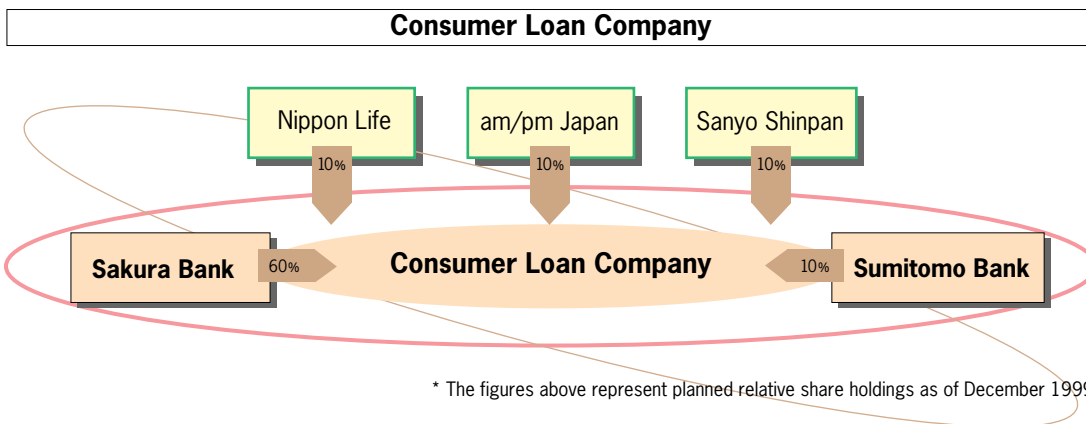 Consumer Loan Company
Nippon Life
am/pm Japan
Sanyo Shinpan
10%
10%
10%
Sakura Bank
60%
Consumer Loan Company
10%
Sumitomo Bank
* The figures above represent planned relative share holdings as of December 1999